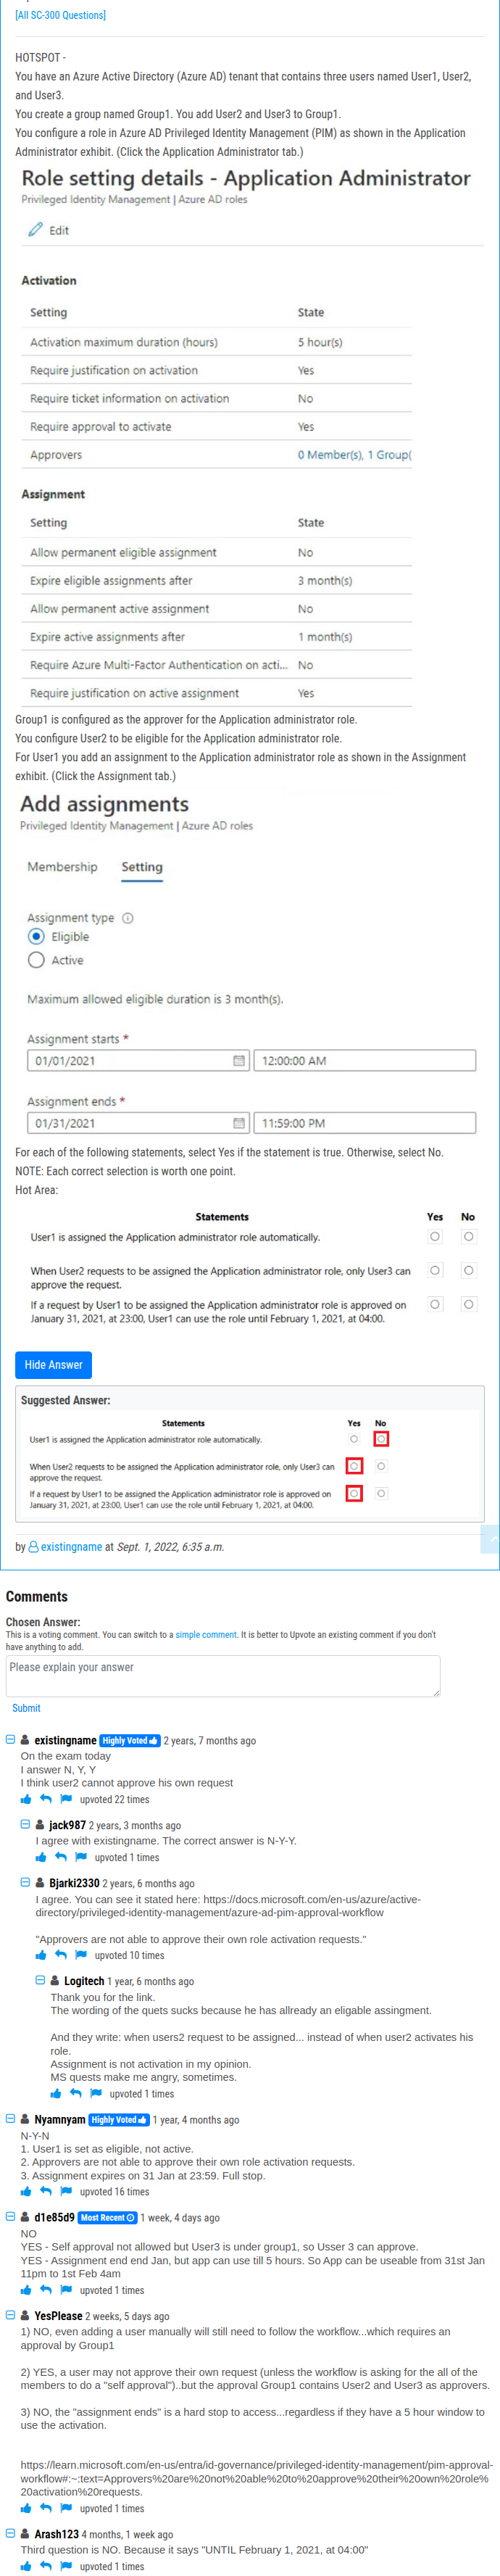 [All SC-300 Questions]
HOTSPOT -
You have an Azure Active Directory (Azure AD) tenant that contains three users named User1, User2,
and User3.
You create a group named Group1. You add User2 and User3 to Group1.
You configure a role in Azure AD Privileged Identity Management (PIM) as shown in the Application
Administrator exhibit. (Click the Application Administrator tab.)
Role setting details - Application Administrator
Privileged Identity Management | Azure AD roles
Edit
Activation
Setting State
Activation maximum duration (hours) 5 hour(s)
Require justification on activation Yes
Require ticket information on activation No
Require approval to activate Yes
Approvers 0 Member(s), 1 Group(
Assignment
Setting State
Allow permanent eligible assignment No
Expire eligible assignments after 3 month(s)
Allow permanent active assignment No
Expire active assignments after 1 month(s)
Require Azure Multi-Factor Authentication on acti... No
Require justification on active assignment Yes
Group1 is configured as the approver for the Application administrator role.
You configure User2 to be eligible for the Application administrator role.
For User1 you add an assignment to the Application administrator role as shown in the Assignment
exhibit. (Click the Assignment tab.)
Add assignments
Privileged Identity Management | Azure AD roles
Membership Setting
Assignment type
Eligible
Active
Maximum allowed eligible duration is 3 month(s).
Assignment starts *
01/01/2021 12:00:00 AM
Assignment ends *
01/31/2021 11:59:00 PM
For each of the following statements, select Yes if the statement is true. Otherwise, select No.
NOTE: Each correct selection is worth one point.
Hot Area:
Statements Yes No
User1 is assigned the Application administrator role automatically.
When User2 requests to be assigned the Application administrator role, only User3 can
approve the request.
If a request by User1 to be assigned the Application administrator role is approved on
January 31, 2021, at 23:00, User1 can use the role until February 1, 2021, at 04:00.
Hide Answer
Suggested Answer:
Statements Yes No
User1 is assigned the Application administrator role automatically.
When User2 requests to be assigned the Application administrator role, only User3 can
approve the request.
If a request by User1 to be assigned the Application administrator role is approved on
January 31, 2021, at 23:00, User1 can use the role until February 1, 2021, at 04:00.
by existingname at Sept. 1, 2022, 6:35 a.m.
Comments
Chosen Answer:
This is a voting comment. You can switch to a simple comment. It is better to Upvote an existing comment if you don't
have anything to add.
Please explain your answer
Submit
existingname Highly Voted 2 years, 7 months ago
On the exam today
I answer N, Y, Y
I think user2 cannot approve his own request
upvoted 22 times
jack987 2 years, 3 months ago
I agree with existingname. The correct answer is N-Y-Y.
upvoted 1 times
Bjarki2330 2 years, 6 months ago
I agree. You can see it stated here: https://docs.microsoft.com/en-us/azure/active-
directory/privileged-identity-management/azure-ad-pim-approval-workflow
"Approvers are not able to approve their own role activation requests."
upvoted 10 times
Logitech 1 year, 6 months ago
Thank you for the link.
The wording of the quets sucks because he has allready an eligable assingment.
And they write: when users2 request to be assigned... instead of when user2 activates his
role.
Assignment is not activation in my opinion.
MS quests make me angry, sometimes.
upvoted 1 times
Nyamnyam Highly Voted 1 year, 4 months ago
N-Y-N
1. User1 is set as eligible, not active.
2. Approvers are not able to approve their own role activation requests.
3. Assignment expires on 31 Jan at 23:59. Full stop.
upvoted 16 times
d1e85d9 Most Recent 1 week, 4 days ago
NO
YES - Self approval not allowed but User3 is under group1, so Usser 3 can approve.
YES - Assignment end end Jan, but app can use till 5 hours. So App can be useable from 31st Jan
11pm to 1st Feb 4am
upvoted 1 times
YesPlease 2 weeks, 5 days ago
1) NO, even adding a user manually will still need to follow the workflow...which requires an
approval by Group1
2) YES, a user may not approve their own request (unless the workflow is asking for the all of the
members to do a "self approval")..but the approval Group1 contains User2 and User3 as approvers.
3) NO, the "assignment ends" is a hard stop to access...regardless if they have a 5 hour window to
use the activation.
https://learn.microsoft.com/en-us/entra/id-governance/privileged-identity-management/pim-approval-
workflow#:~:text=Approvers%20are%20not%20able%20to%20approve%20their%20own%20role%
20activation%20requests.
upvoted 1 times
Arash123 4 months, 1 week ago
Third question is NO. Because it says "UNTIL February 1, 2021, at 04:00"
upvoted 1 times